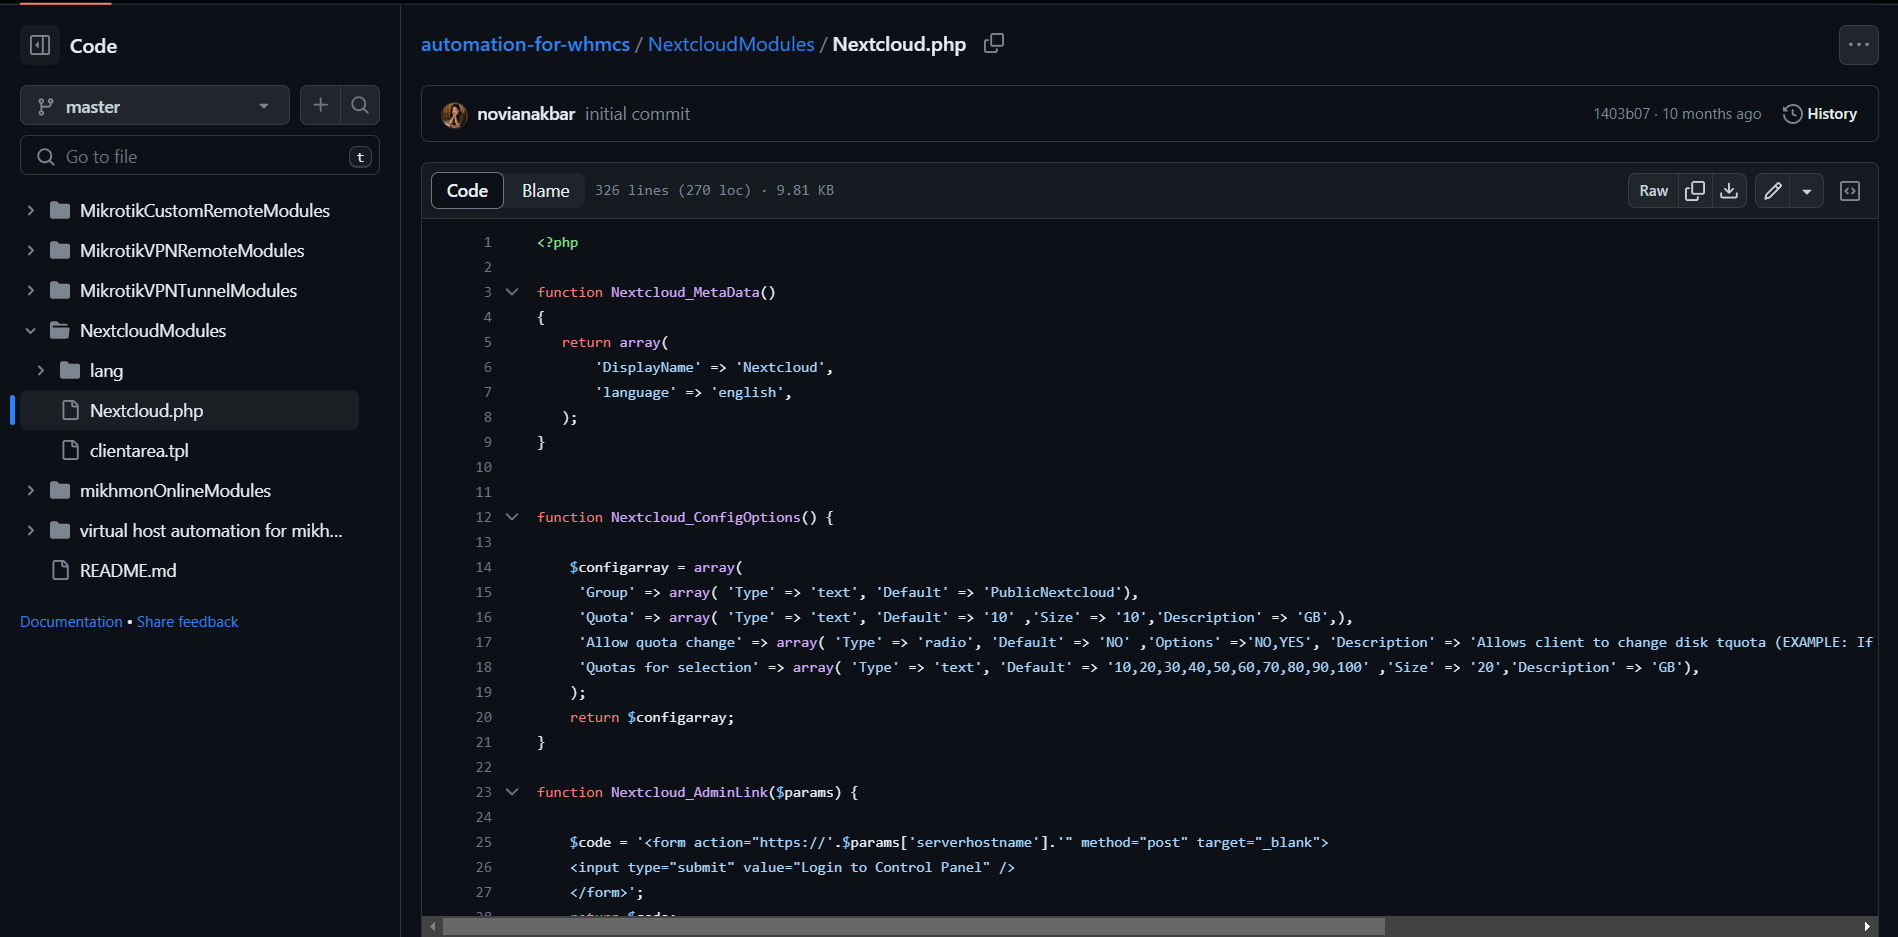 Code
master
Go to file
t
MikrotikCustomRemoteModules
MikrotikVPNRemoteModules
MikrotikVPNTunnelModules
NextcloudModules
lang
Nextcloud.php
clientarea.tpl
mikhmonOnlineModules
virtual host automation for mikh...
README.md
Documentation • Share feedback
automation-for-whmcs / NextcloudModules / Nextcloud.php
novianakbar initial commit
1403b07 · 10 months ago History
Code Blame 326 lines (270 loc) · 9.81 KB
Raw
1 <?php
2
3 function Nextcloud_MetaData()
4 {
5 return array(
6 'DisplayName' => 'Nextcloud',
7 'language' => 'english',
8 );
9 }
10
11
12 function Nextcloud_ConfigOptions() {
13
14 $configarray = array(
15 'Group' => array( 'Type' => 'text', 'Default' => 'PublicNextcloud'),
16 'Quota' => array( 'Type' => 'text', 'Default' => '10' ,'Size' => '10','Description' => 'GB',),
17 'Allow quota change' => array( 'Type' => 'radio', 'Default' => 'NO' ,'Options' =>'NO,YES', 'Description' => 'Allows client to change disk tquota (EXAMPLE: If
18 'Quotas for selection' => array( 'Type' => 'text', 'Default' => '10,20,30,40,50,60,70,80,90,100' ,'Size' => '20','Description' => 'GB'),
19 );
20 return $configarray;
21 }
22
23 function Nextcloud_AdminLink($params) {
24
25 $code = '<form action="https://'.$params['serverhostname'].'" method="post" target="_blank">
26 <input type="submit" value="Login to Control Panel" />
27 </form>';
28 return $code;